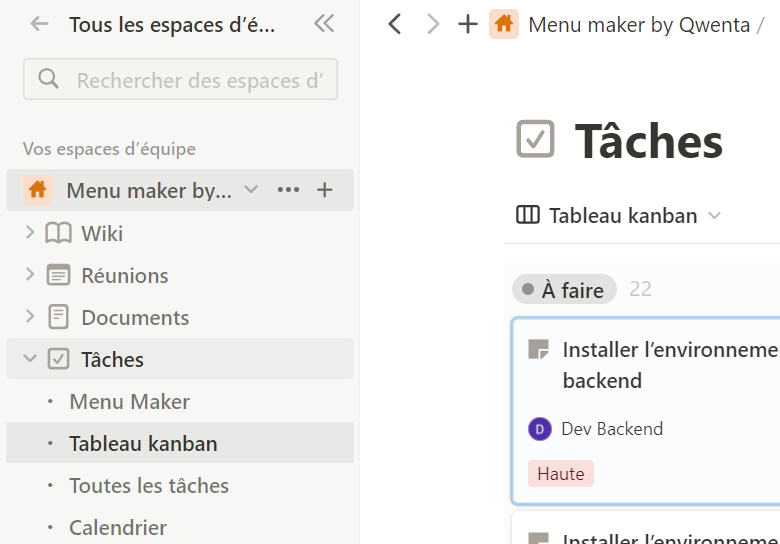 Tous les espaces d’é...
Rechercher des espaces d’
Vos espaces d’équipe
Menu maker by...
Wiki
Réunions
Documents
Tâches
Menu Maker
Tableau kanban
Toutes les tâches
Calendrier
Menu maker by Qwenta /
Tâches
Tableau kanban
À faire 22
Installer l’environneme
backend
D Dev Backend
Haute
Installer l’environneme